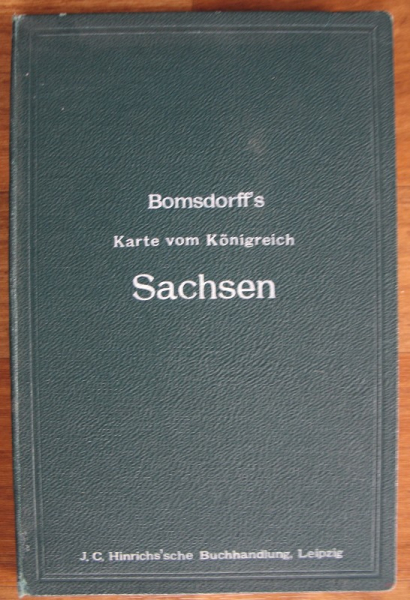 Bomsdorff's
Karte vom Königreich
Sachsen
J. C. Hinrichs'sche Buchhandlung, Leipzig